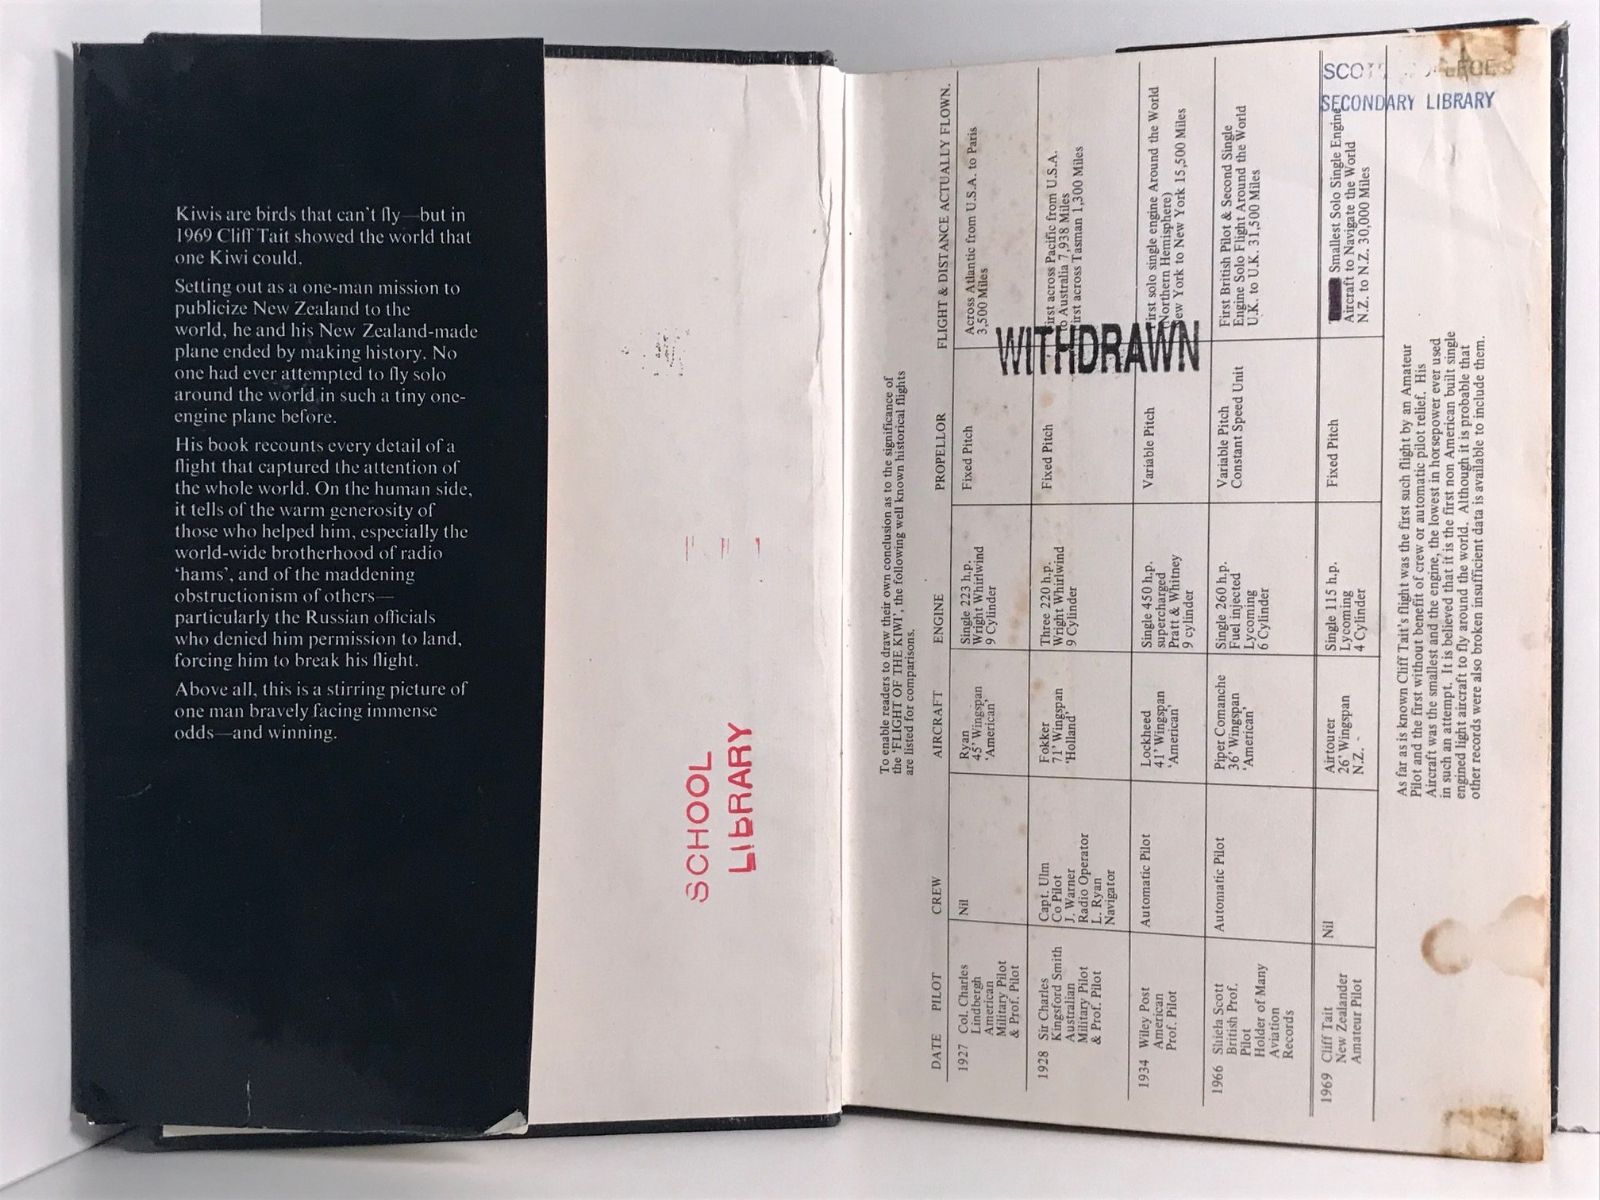 Kiwis are birds that can't fly—but in
1969 Cliff Tait showed the world that
one Kiwi could.
Setting out as a one-man mission to
publicize New Zealand to the
world, he and his New Zealand-made
plane ended by making history. No
one had ever attempted to fly solo
around the world in such a tiny one-
engine plane before.
His book recounts every detail of a
flight that captured the attention of
the whole world. On the human side,
it tells of the warm generosity of
those who helped him, especially the
world-wide brotherhood of radio
'hams', and of the maddening
obstructionism of others—
particularly the Russian officials
who denied him permission to land,
forcing him to break his flight.
Above all, this is a stirring picture of
one man bravely facing immense
odds—and winning.
SCHOOL
LIBRARY
SECONDARY LIBRARY
WITHDRAWN
To enable readers to draw their own conclusion as to the significance of
the 'FLIGHT OF THE KIWI', the following well known historical flights
are listed for comparisons.
DATE PILOT CREW AIRCRAFT ENGINE PROPELLOR FLIGHT & DISTANCE ACTUALLY FLOWN.
1927 Col. Charles
Lindbergh
American
Military Pilot
& Prof. Pilot
Nil
Ryan
45' Wingspan
'American'
Single 223 h.p.
Wright Whirlwind
9 Cylinder
Fixed Pitch
Across Atlantic from U.S.A. to Paris
3,500 Miles
1928 Sir Charles
Kingsford Smith
Australian
Military Pilot
& Prof. Pilot
Capt. Ulm
Co Pilot
J. Warner
Radio Operator
L. Ryan
Navigator
Fokker
71' Wingspan
'Holland'
Three 220 h.p.
Wright Whirlwind
9 Cylinder
Fixed Pitch
First across Pacific from U.S.A.
to Australia 7,938 Miles
First across Tasman 1,300 Miles
1934 Wiley Post
American
Prof. Pilot
Automatic Pilot
Lockheed
41' Wingspan
'American'
Single 450 h.p.
supercharged
Pratt & Whitney
9 cylinder
Variable Pitch
First solo single engine Around the World
(Northern Hemisphere)
New York to New York 15,500 Miles
1966 Shiela Scott
British Prof.
Pilot
Holder of Many
Aviation
Records
Automatic Pilot
Piper Comanche
36' Wingspan
'American'
Single 260 h.p.
Fuel injected
Lycoming
6 Cylinder
Variable Pitch
Constant Speed Unit
First British Pilot & Second Single
Engine Solo Flight Around the World
U.K. to U.K. 31,500 Miles
1969 Cliff Tait
New Zealander
Amateur Pilot
Nil
Airtourer
26' Wingspan
N.Z.
Single 115 h.p.
Lycoming
4 Cylinder
Fixed Pitch
Smallest Solo Single Engine
Aircraft to Navigate the World
N.Z. to N.Z. 30,000 Miles
As far as is known Cliff Tait's flight was the first such flight by an Amateur
Pilot and the first without benefit of crew or automatic pilot relief. His
Aircraft was the smallest and the engine, the lowest in horsepower ever used
in such an attempt. It is believed that it is the first non American built single
engined light aircraft to fly around the world. Although it is probable that
other records were also broken insufficient data is available to include them.